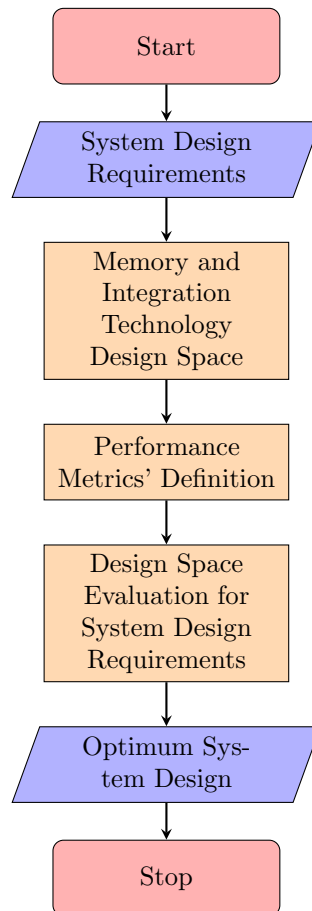 Start
System Design
Requirements
Memory and
Integration
Technology
Design Space
Performance
Metrics' Definition
Design Space
Evaluation for
System Design
Requirements
Optimum Sys-
tem Design
Stop